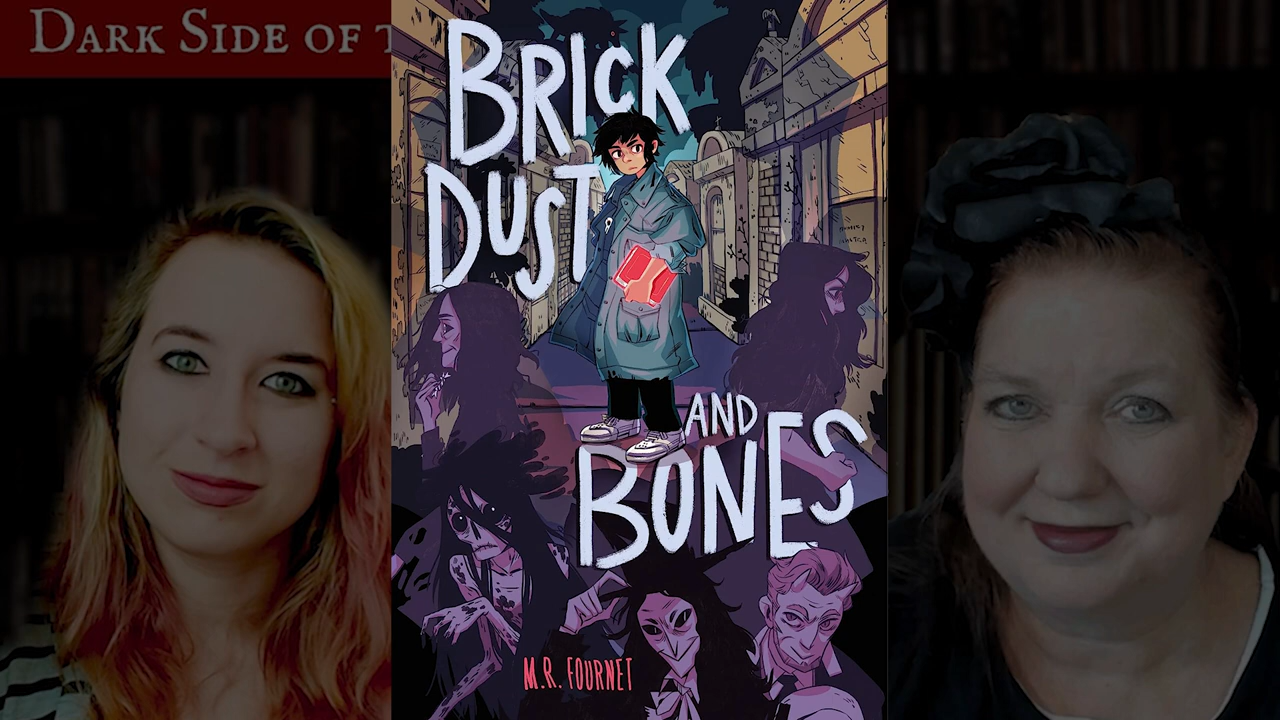 DARK SIDE OF
BRICK
DUST
AND
BONES
M.R. FOURNET